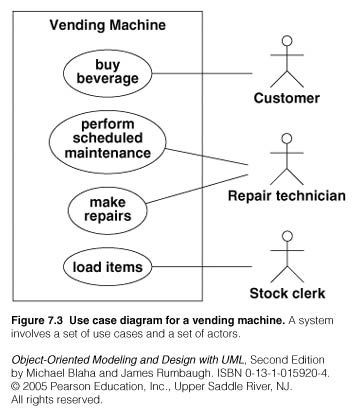 Vending Machine
buy
beverage
Customer
perform
scheduled
maintenance
Repair technician
make
repairs
load items
Stock clerk
Figure 7.3 Use case diagram for a vending machine. A system
involves a set of use cases and a set of actors.
Object-Oriented Modeling and Design with UML, Second Edition
by Michael Blaha and James Rumbaugh. ISBN 0-13-1-015920-4.
© 2005 Pearson Education, Inc., Upper Saddle River, NJ.
All rights reserved.